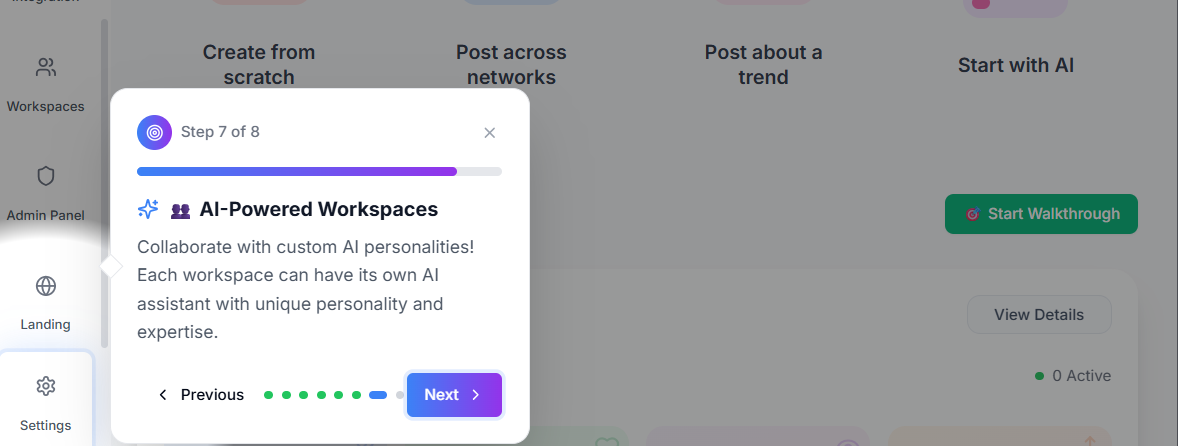 Integration
Workspaces
Admin Panel
Landing
Settings
Create from
scratch
Post across
networks
Post about a
trend
Start with AI
Step 7 of 8
AI-Powered Workspaces
Collaborate with custom AI personalities!
Each workspace can have its own AI
assistant with unique personality and
expertise.
Previous
Next
Start Walkthrough
View Details
0 Active